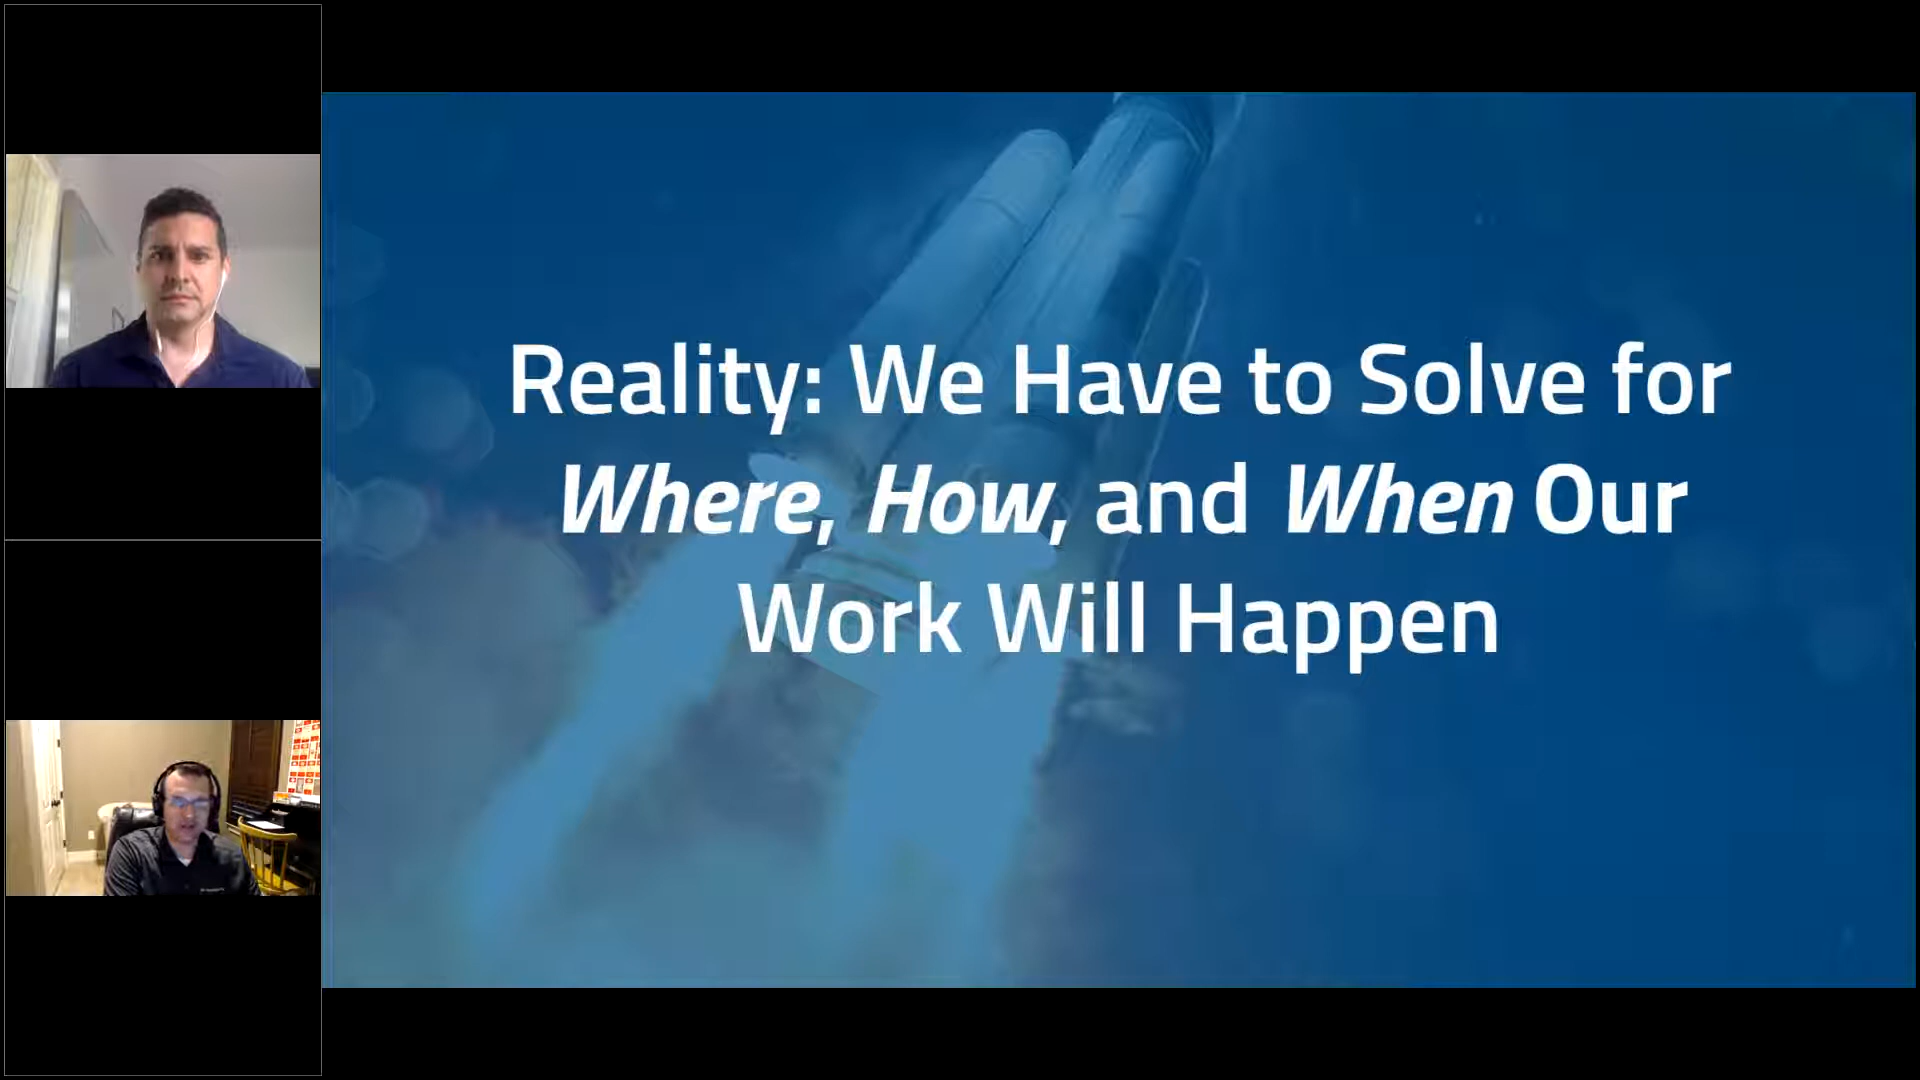 Reality: We Have to Solve for
Where, How, and When Our
Work Will Happen